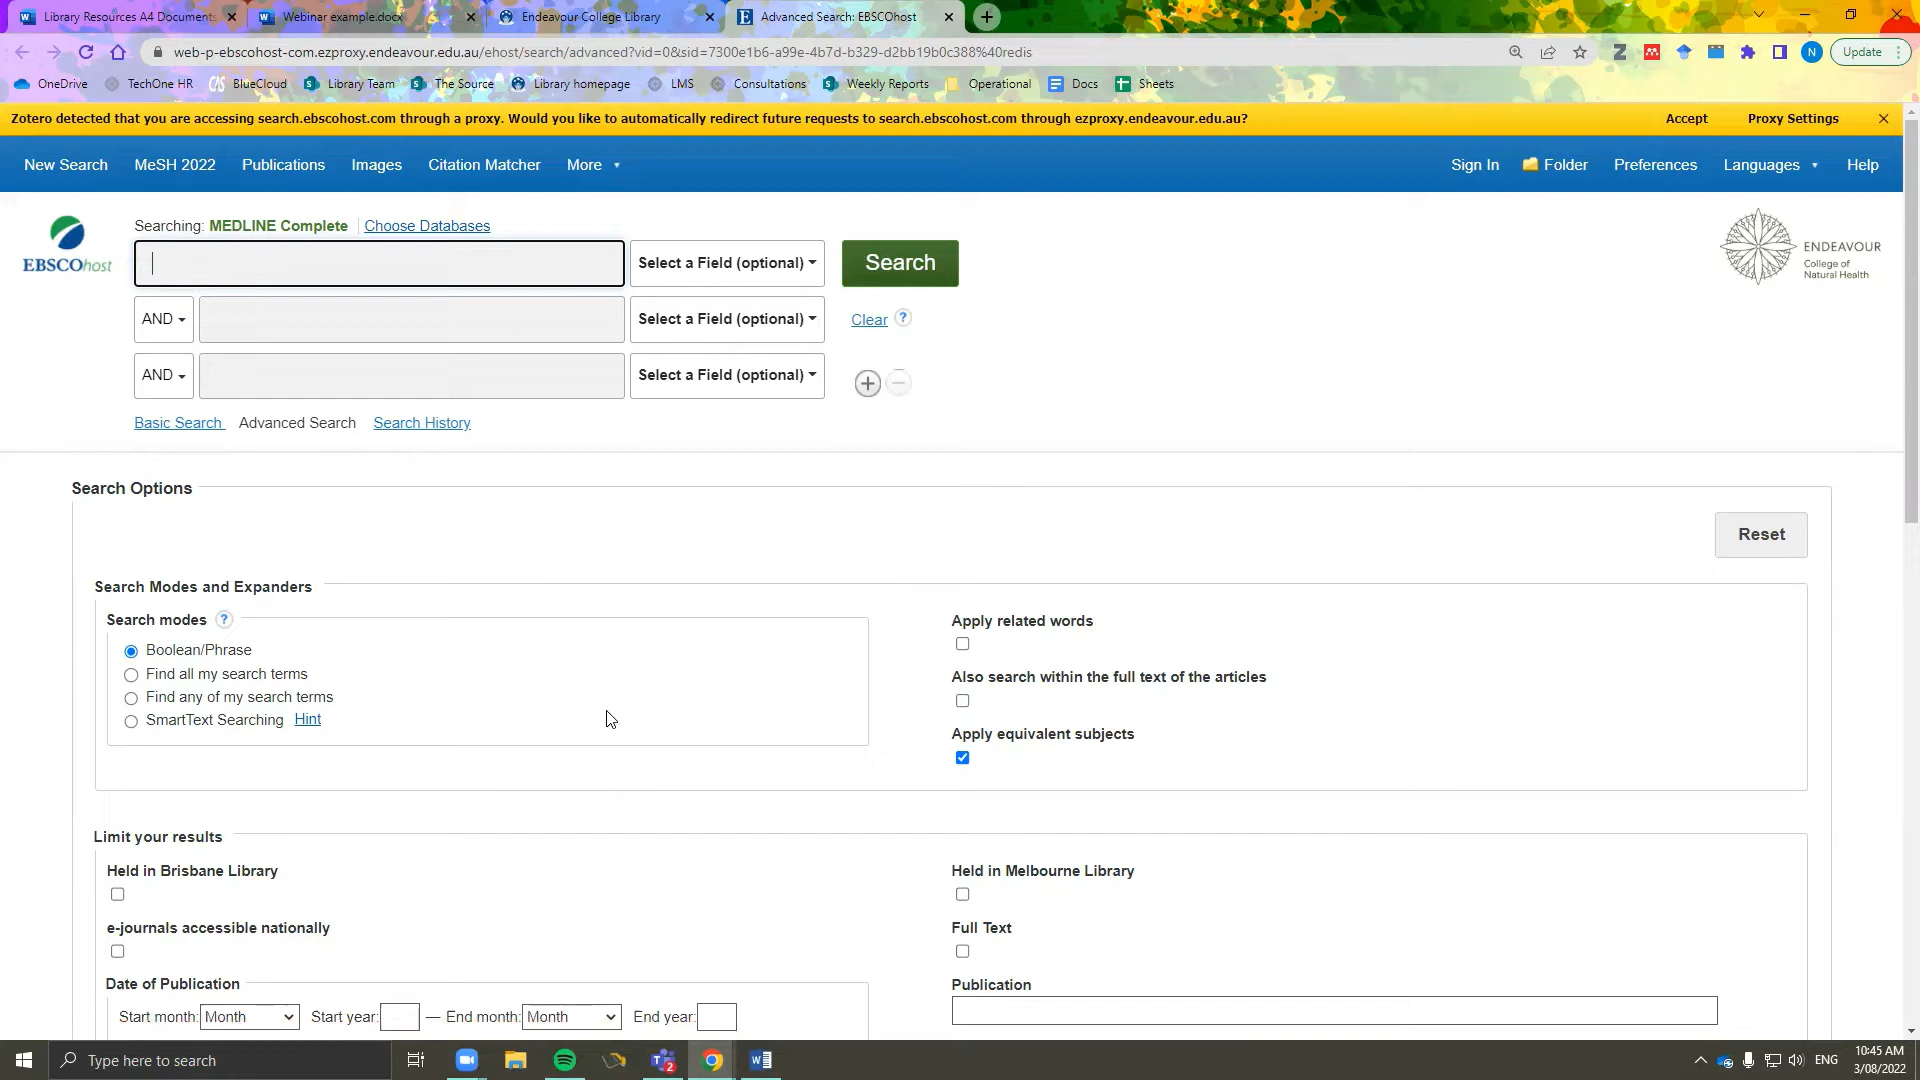 Library Resources A4 Documents
Webinar example.docx
Endeavour College Library
Advanced Search: EBSCOhost
web-p-ebscohost-com.ezproxy.endeavour.edu.au/ehost/search/advanced?vid=0&sid=7300e1b6-a99e-4b7d-b329-d2bb19b0c388%40redis
N
Update
OneDrive TechOne HR BlueCloud Library Team The Source Library homepage LMS Consultations Weekly Reports Operational Docs Sheets
Zotero detected that you are accessing search.ebscohost.com through a proxy. Would you like to automatically redirect future requests to search.ebscohost.com through ezproxy.endeavour.edu.au? Accept Proxy Settings
New Search MeSH 2022 Publications Images Citation Matcher More Sign In Folder Preferences Languages Help
EBSCOhost
Searching: MEDLINE Complete Choose Databases
Select a Field (optional) Search
AND Select a Field (optional) Clear ?
AND Select a Field (optional)
ENDEAVOUR
College of
Natural Health
Basic Search Advanced Search Search History
Search Options
Reset
Search Modes and Expanders
Search modes ?
Boolean/Phrase
Find all my search terms
Find any of my search terms
SmartText Searching Hint
Apply related words
Also search within the full text of the articles
Apply equivalent subjects
Limit your results
Held in Brisbane Library
Held in Melbourne Library
e-journals accessible nationally
Full Text
Date of Publication
Start month: Month Start year: — End month: Month End year:
Publication
Type here to search
2
ENG
10:45 AM
3/08/2022